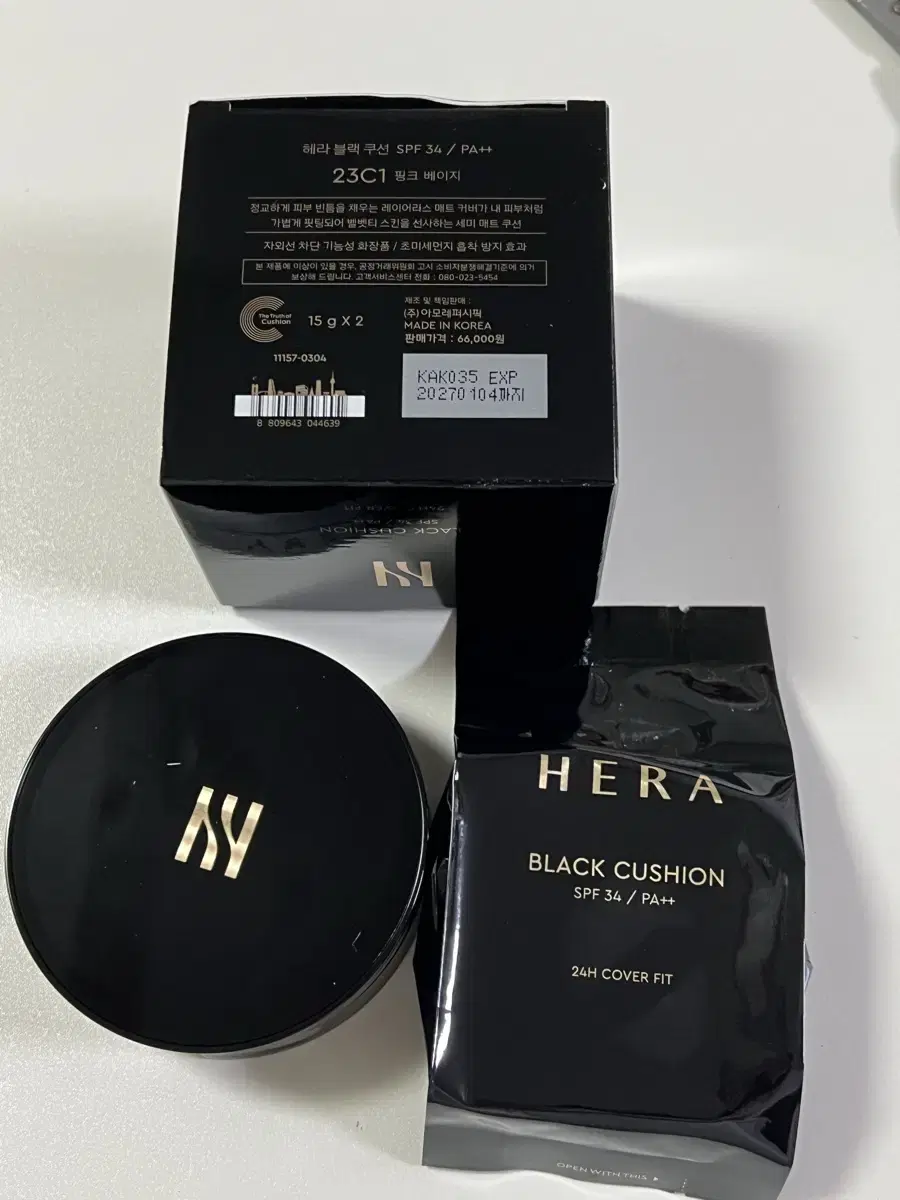 헤라 블랙 쿠션 SPF 34 / PA++
23C1 핑크 베이지
정교하게 피부 빈틈을 채우는 레이어라스 매트 커버가 내 피부처럼
가볍게 핏팅되어 벨벳티 스킨을 선사하는 세미 매트 쿠션
자외선 차단 기능성 화장품 / 초미세먼지 흡착 방지 효과
본 제품에 이상이 있을 경우, 공정거래위원회 고시 소비자분쟁해결기준에 의거
보상해 드립니다. 고객서비스센터 전화 : 080-023-5454
The Truth of
Cushion
15 g X 2
제조 및 책임판매 :
(주)아모레퍼시픽
MADE IN KOREA
판매가격 : 66,000원
11157-0304
KAK035 EXP
20270104까지
8 809643 044639
24H COVER FIT
SPF 34 / PA++
BLACK CUSHION
HERA
BLACK CUSHION
SPF 34 / PA++
24H COVER FIT
OPEN WITH THIS